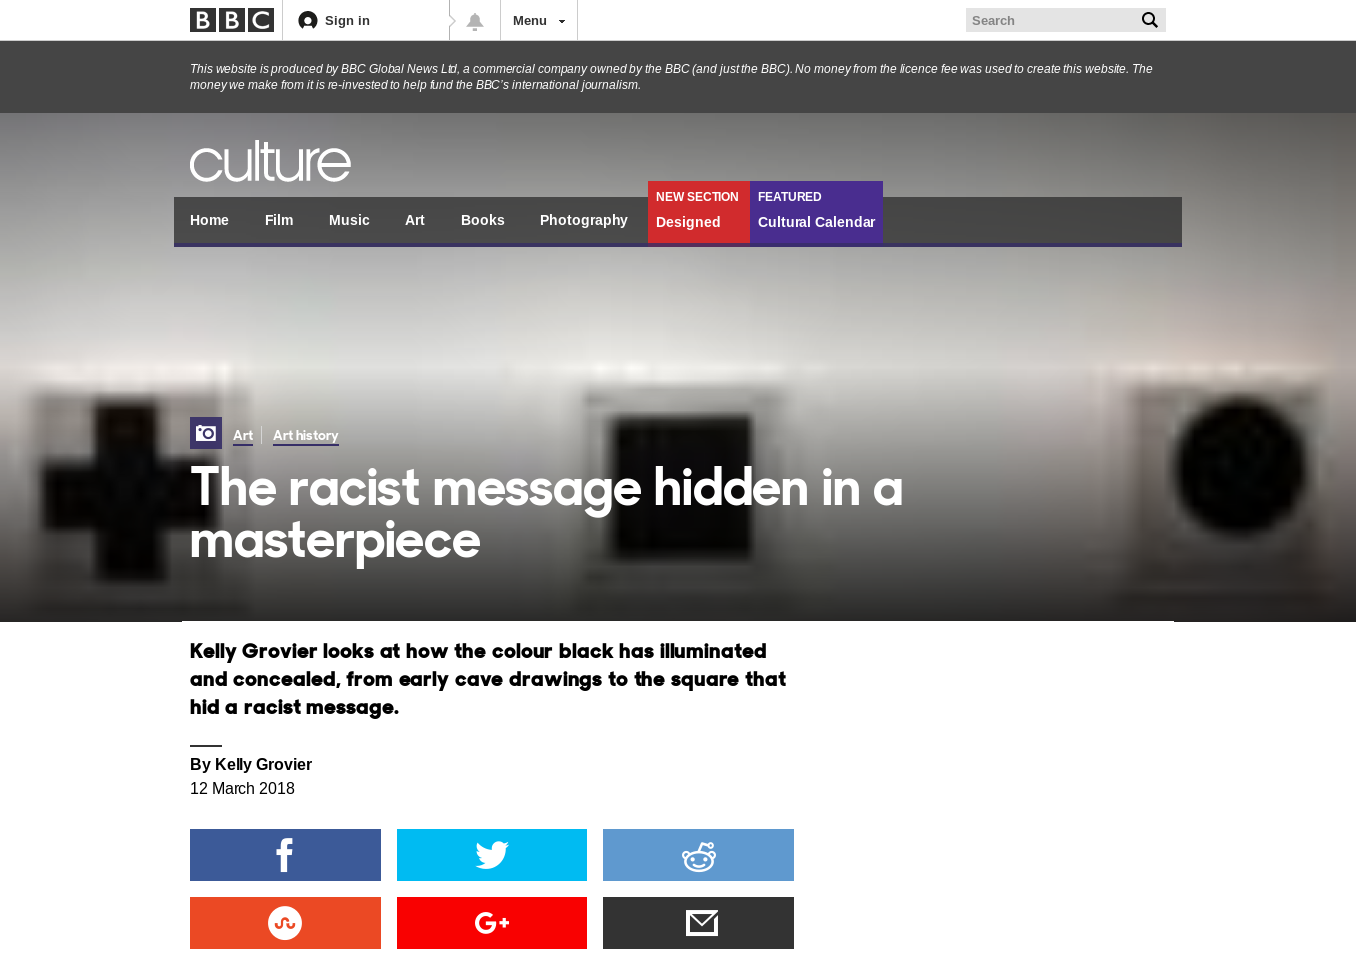 BBC
Sign in
Menu
Search
This website is produced by BBC Global News Ltd, a commercial company owned by the BBC (and just the BBC). No money from the licence fee was used to create this website. The
money we make from it is re-invested to help fund the BBC’s international journalism.
culture
NEW SECTION
FEATURED
Home
Film
Music
Art
Books
Photography
Designed
Cultural Calendar
Art
Art history
The racist message hidden in a
masterpiece
Kelly Grovier looks at how the colour black has illuminated
and concealed, from early cave drawings to the square that
hid a racist message.
By Kelly Grovier
12 March 2018